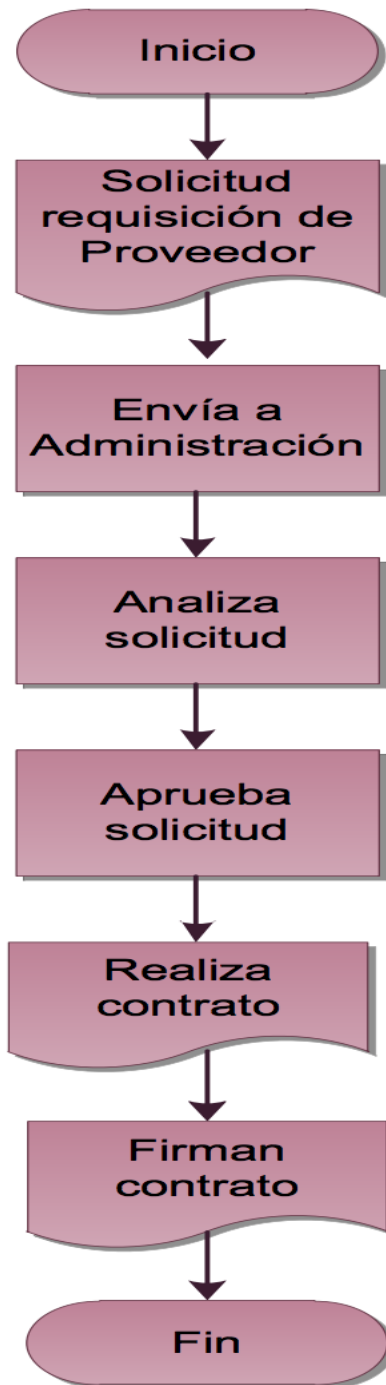 Inicio
Solicitud
requisición de
Proveedor
Envía a
Administración
Analiza
solicitud
Aprueba
solicitud
Realiza
contrato
Firman
contrato
Fin